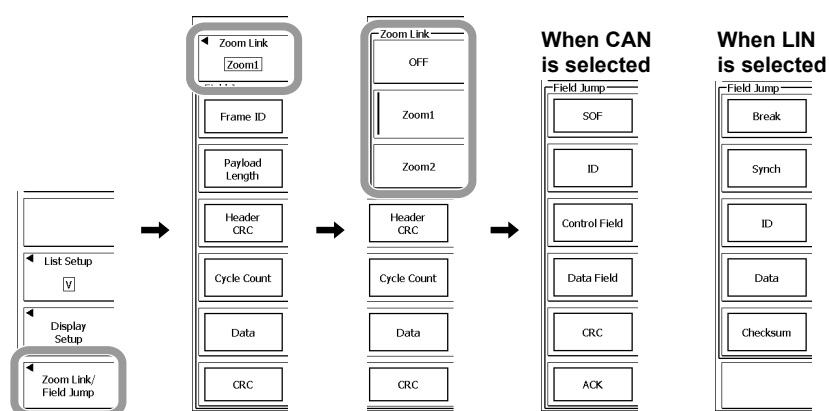 List Setup
∀
Display
Setup
Zoom Link/
Field Jump
Zoom Link
Zoom1
Frame ID
Payload
Length
Header
CRC
Cycle Count
Data
CRC
Zoom Link
OFF
Zoom1
Zoom2
Header
CRC
Cycle Count
Data
CRC
When CAN
is selected
Field Jump
SOF
ID
Control Field
Data Field
CRC
ACK
When LIN
is selected
Field Jump
Break
Synch
ID
Data
Checksum